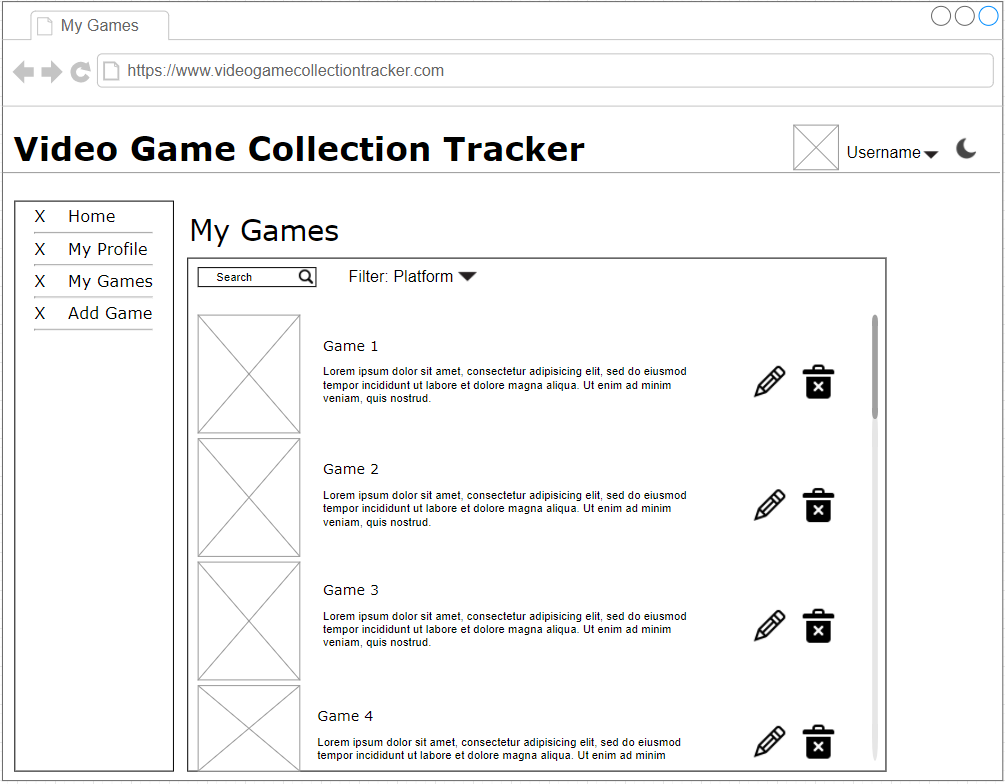 My Games
https://www.videogamecollectiontracker.com
Video Game Collection Tracker
Username
X Home
X My Profile
X My Games
X Add Game
My Games
Search
Filter: Platform
Game 1
Lorem ipsum dolor sit amet, consectetur adipisicing elit, sed do eiusmod
tempor incididunt ut labore et dolore magna aliqua. Ut enim ad minim
veniam, quis nostrud.
Game 2
Lorem ipsum dolor sit amet, consectetur adipisicing elit, sed do eiusmod
tempor incididunt ut labore et dolore magna aliqua. Ut enim ad minim
veniam, quis nostrud.
Game 3
Lorem ipsum dolor sit amet, consectetur adipisicing elit, sed do eiusmod
tempor incididunt ut labore et dolore magna aliqua. Ut enim ad minim
veniam, quis nostrud.
Game 4
Lorem ipsum dolor sit amet, consectetur adipisicing elit, sed do eiusmod
tempor incididunt ut labore et dolore magna aliqua. Ut enim ad minim